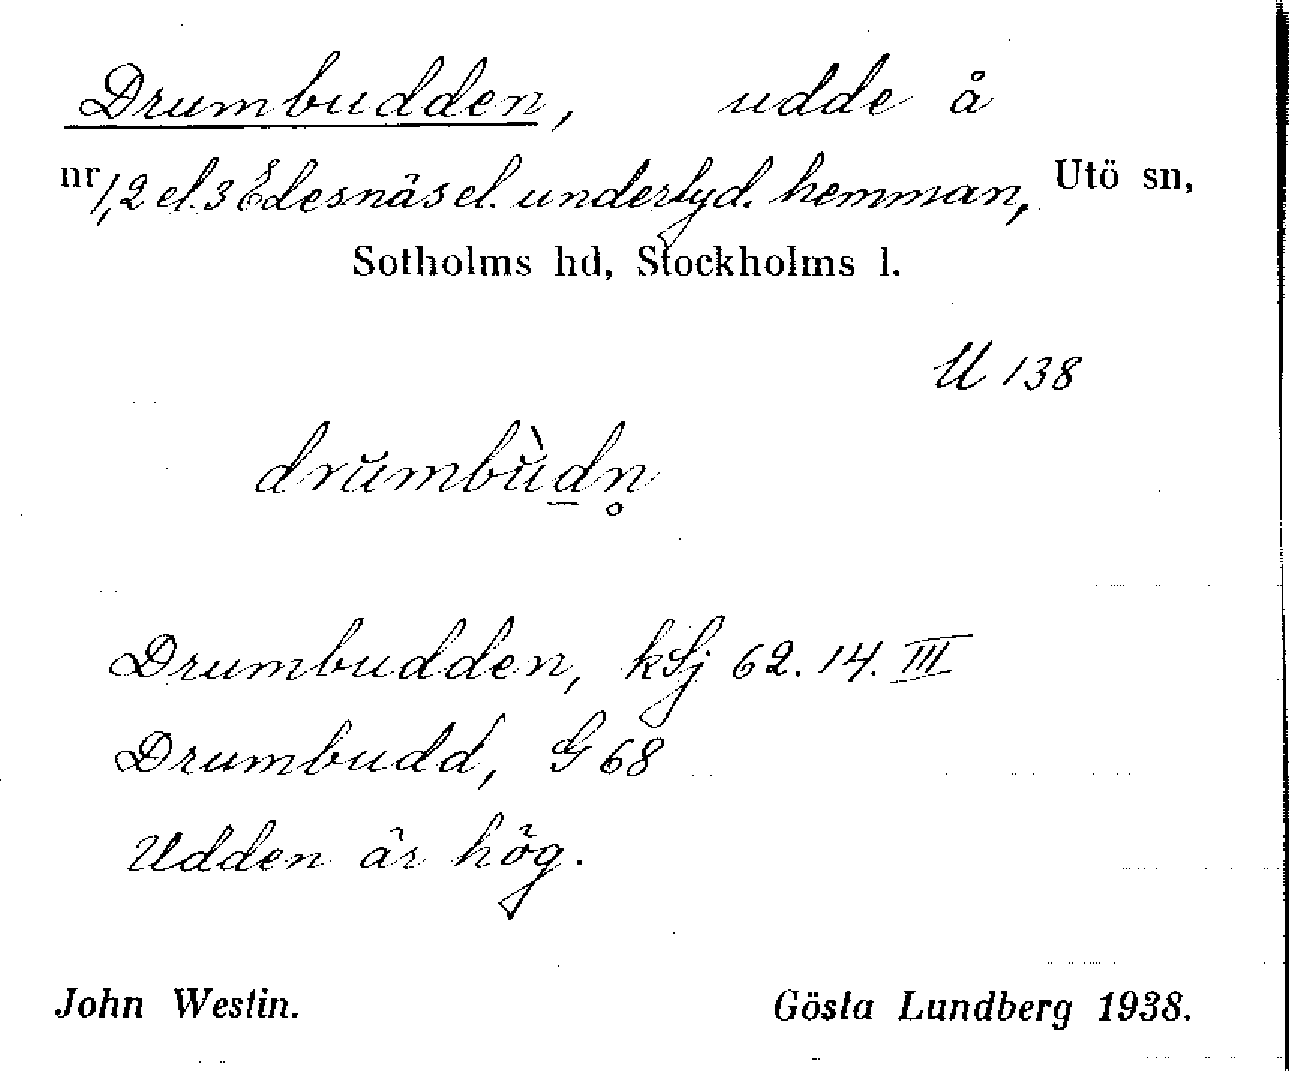 Drumbudden, udde å
nr 1, 2 el. 3 Edesnäs el. underlyd. hemman, Utö sn,
Sotholms hd, Stockholms l.
U 138
drŭmbù̆d̲n̥
Drumbudden, kSj 62. 14. III
Drumbudd, G 68
Udden är hög.
John Westin. Gösta Lundberg 1938.